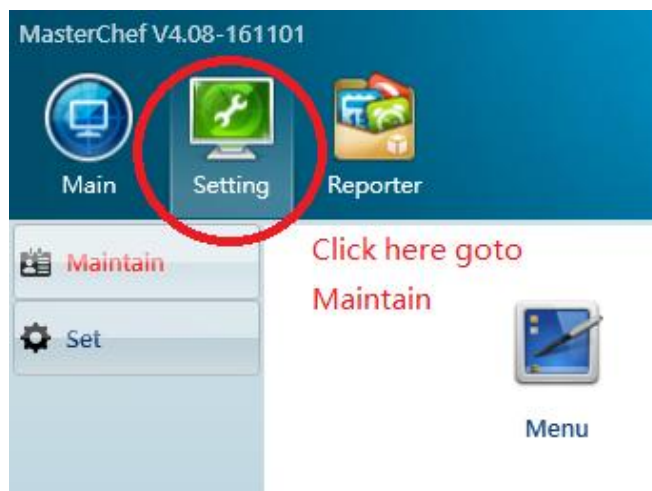 MasterChef V4.08-161101
Main
Setting
Reporter
Maintain
Click here goto
Maintain
Set
Menu